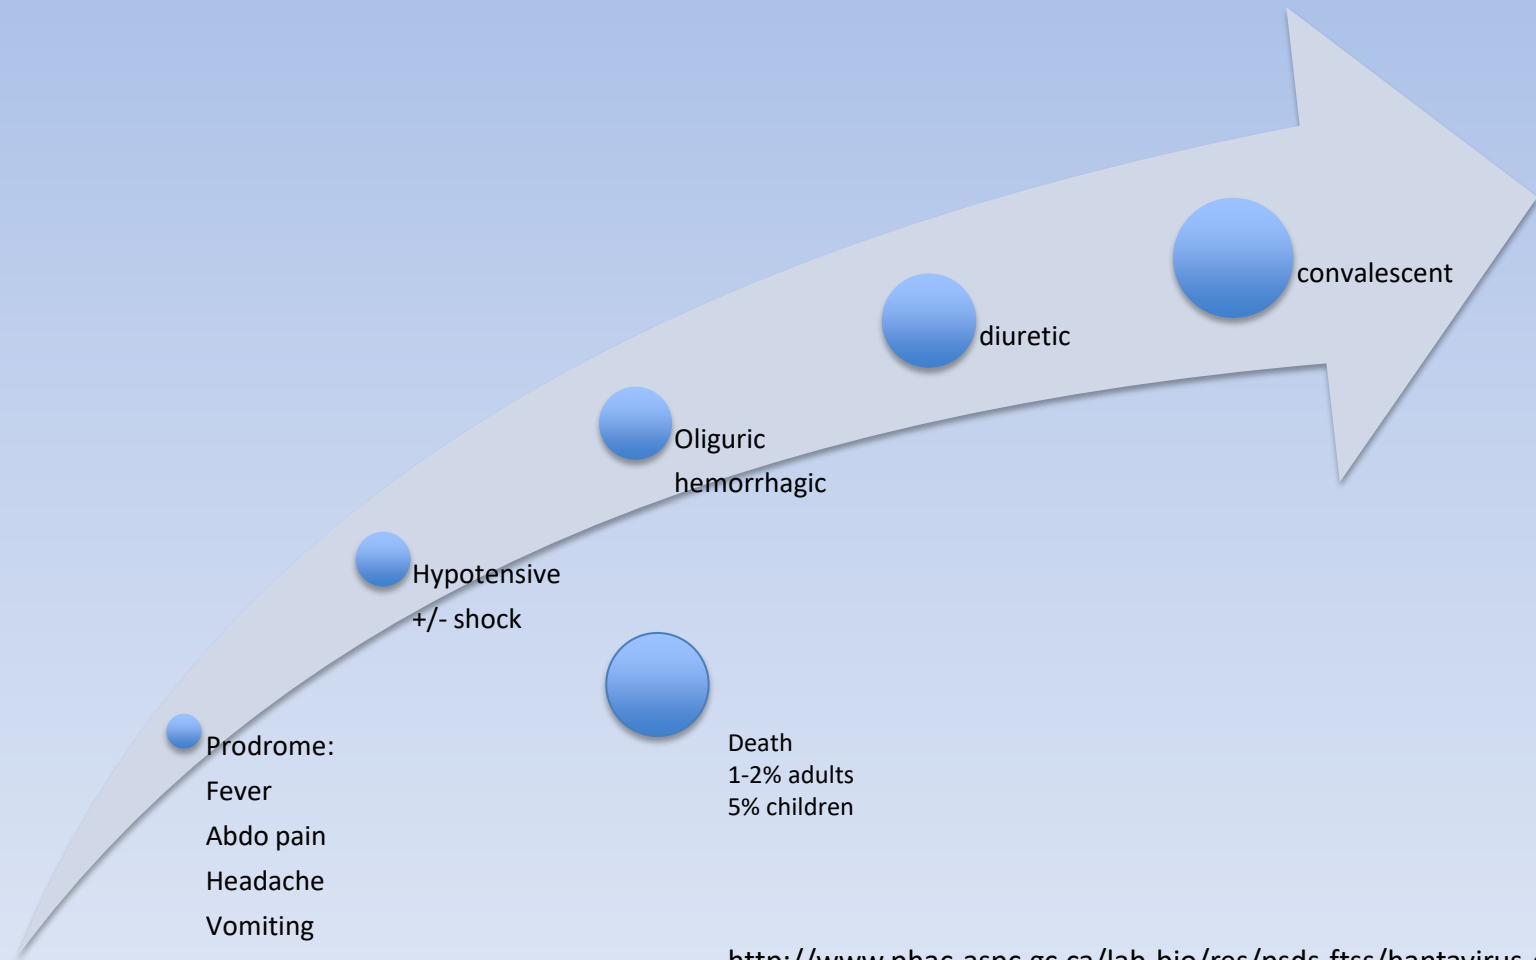 convalescent
diuretic
Oliguric
hemorrhagic
Hypotensive
+/- shock
Prodrome:
Fever
Abdo pain
Headache
Vomiting
Death
1-2% adults
5% children
http://www.phac-aspc.gc.ca/lab-bio/res/psds-ftss/hantavirus